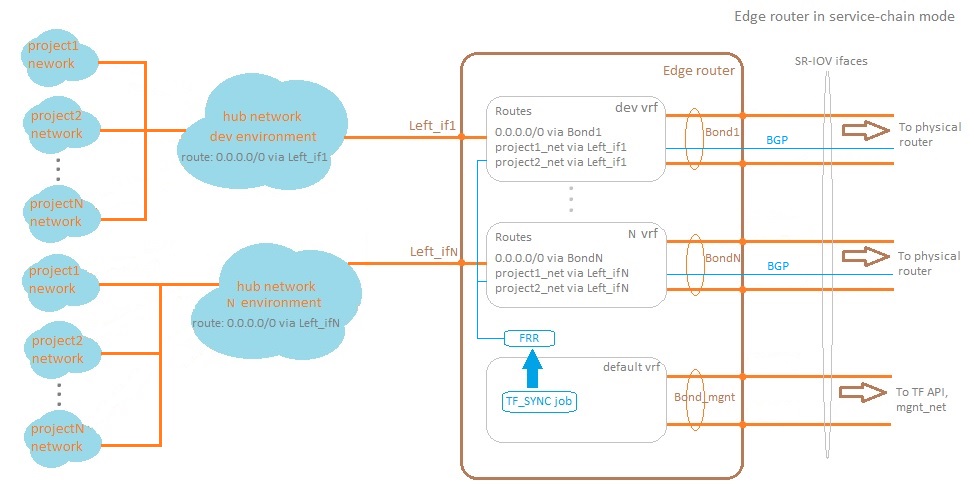 Edge router in service-chain mode
project1
nework
project2
network
projectN
network
hub network
dev environment
route: 0.0.0.0/0 via Left_if1
Left_if1
Edge router
SR-IOV ifaces
Routes
dev vrf
0.0.0.0/0 via Bond1
project1_net via Left_if1
project2_net via Left_if1
Bond1
BGP
To physical
router
project1
network
project2
network
projectN
network
hub network
N environment
route: 0.0.0.0/0 via Left_ifN
Left_ifN
Routes
N vrf
0.0.0.0/0 via BondN
project1_net via Left_ifN
project2_net via Left_ifN
BondN
BGP
To physical
router
FRR
default vrf
TF_SYNC job
Bond_mgnt
To TF API,
mgnt_net